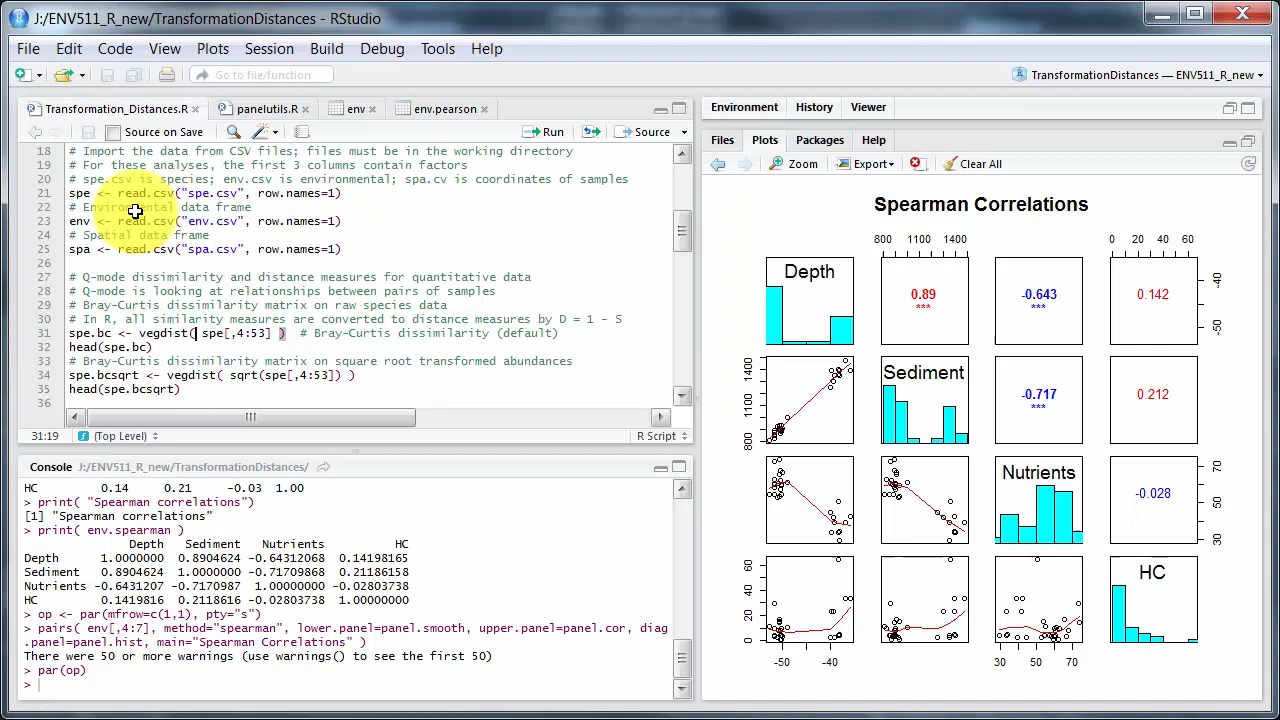 J:/ENV511_R_new/TransformationDistances - RStudio
File Edit Code View Plots Session Build Debug Tools Help
Go to file/function
TransformationDistances — ENV511_R_new
Transformation_Distances.R panelutils.R env env.pearson
Source on Save Run Source
18 # Import the data from CSV files; files must be in the working directory
19 # For these analyses, the first 3 columns contain factors
20 # spe.csv is species; env.csv is environmental; spa.cv is coordinates of samples
21 spe <- read.csv("spe.csv", row.names=1)
22 # Environmental data frame
23 env <- read.csv("env.csv", row.names=1)
24 # Spatial data frame
25 spa <- read.csv("spa.csv", row.names=1)
26
27 # Q-mode dissimilarity and distance measures for quantitative data
28 # Q-mode is looking at relationships between pairs of samples
29 # Bray-Curtis dissimilarity matrix on raw species data
30 # In R, all similarity measures are converted to distance measures by D = 1 - S
31 spe.bc <- vegdist( spe[,4:53] ) # Bray-Curtis dissimilarity (default)
32 head(spe.bc)
33 # Bray-Curtis dissimilarity matrix on square root transformed abundances
34 spe.bcsqrt <- vegdist( sqrt(spe[,4:53]) )
35 head(spe.bcsqrt)
36
31:19 (Top Level) R Script
Console J:/ENV511_R_new/TransformationDistances/
HC 0.14 0.21 -0.03 1.00
> print( "Spearman correlations")
[1] "Spearman correlations"
> print( env.spearman )
Depth Sediment Nutrients HC
Depth 1.0000000 0.8904624 -0.64312068 0.14198165
Sediment 0.8904624 1.0000000 -0.71709868 0.21186158
Nutrients -0.6431207 -0.7170987 1.00000000 -0.02803738
HC 0.1419816 0.2118616 -0.02803738 1.00000000
> op <- par(mfrow=c(1,1), pty="s")
> pairs( env[,4:7], method="spearman", lower.panel=panel.smooth, upper.panel=panel.cor, diag
.panel=panel.hist, main="Spearman Correlations" )
There were 50 or more warnings (use warnings() to see the first 50)
> par(op)
>
Environment History Viewer
Files Plots Packages Help
Zoom Export Clear All
Spearman Correlations
800 1100 1400 0 20 40 60
Depth 0.89 -0.643 0.142
*** ***
-50 -40
Sediment -0.717 0.212
***
800 1100 1400
Nutrients -0.028
30 50 70
HC
0 20 40 60
-50 -40 30 50 70